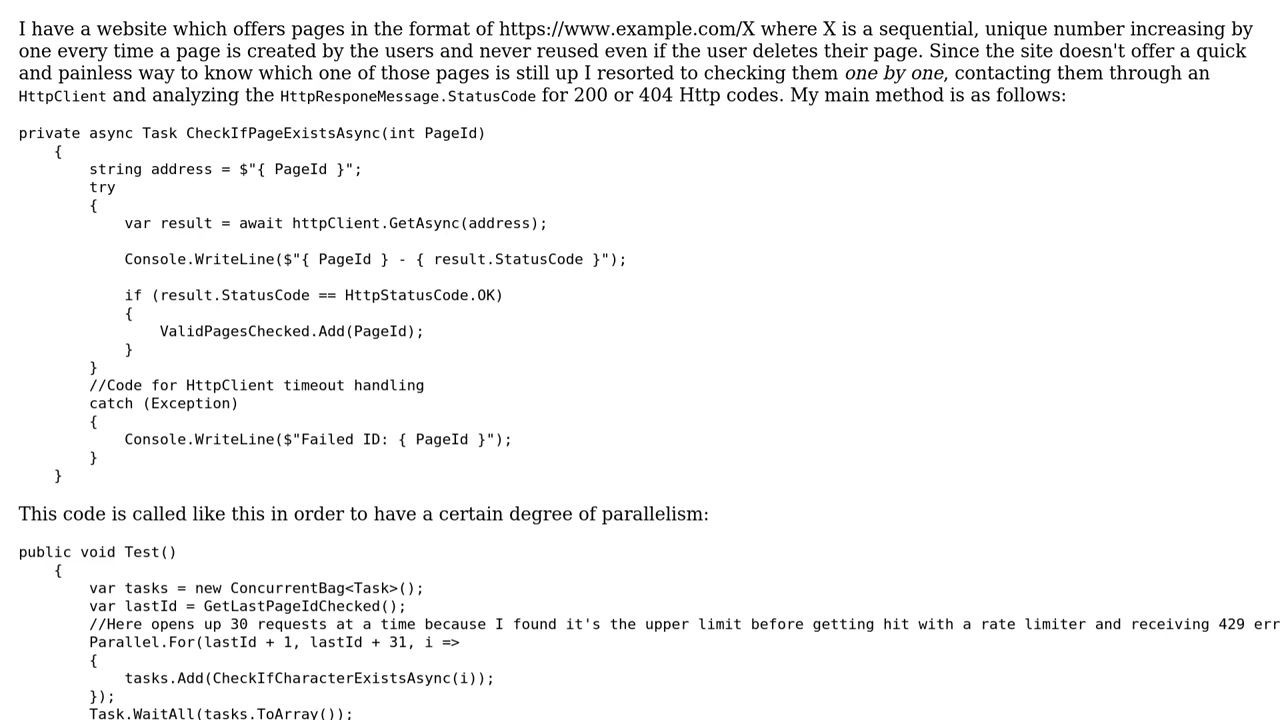 I have a website which offers pages in the format of https://www.example.com/X where X is a sequential, unique number increasing by
one every time a page is created by the users and never reused even if the user deletes their page. Since the site doesn't offer a quick
and painless way to know which one of those pages is still up I resorted to checking them one by one, contacting them through an
HttpClient and analyzing the HttpResponeMessage.StatusCode for 200 or 404 Http codes. My main method is as follows:
private async Task CheckIfPageExistsAsync(int PageId)
{
string address = $"{ PageId }";
try
{
var result = await httpClient.GetAsync(address);
Console.WriteLine($"{ PageId } - { result.StatusCode }");
if (result.StatusCode == HttpStatusCode.OK)
{
ValidPagesChecked.Add(PageId);
}
}
//Code for HttpClient timeout handling
catch (Exception)
{
Console.WriteLine($"Failed ID: { PageId }");
}
}
This code is called like this in order to have a certain degree of parallelism:
public void Test()
{
var tasks = new ConcurrentBag<Task>();
var lastId = GetLastPageIdChecked();
//Here opens up 30 requests at a time because I found it's the upper limit before getting hit with a rate limiter and receiving 429 err
Parallel.For(lastId + 1, lastId + 31, i =>
{
tasks.Add(CheckIfCharacterExistsAsync(i));
});
Task.WaitAll(tasks.ToArray());